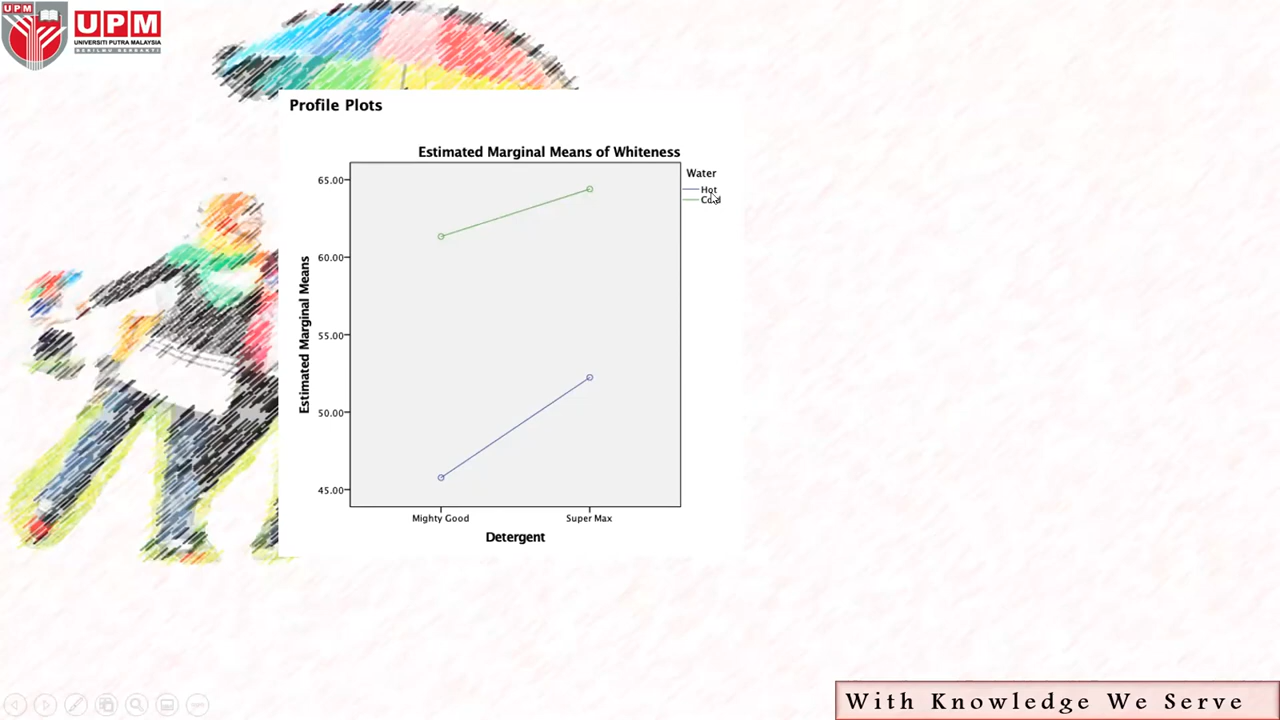 UPM
UPM
UNIVERSITI PUTRA MALAYSIA
BERILMU BERBAKTI
Profile Plots
Estimated Marginal Means of Whiteness
Water
Hot
Cold
65.00
60.00
55.00
50.00
45.00
Estimated Marginal Means
Mighty Good
Super Max
Detergent
With Knowledge We Serve